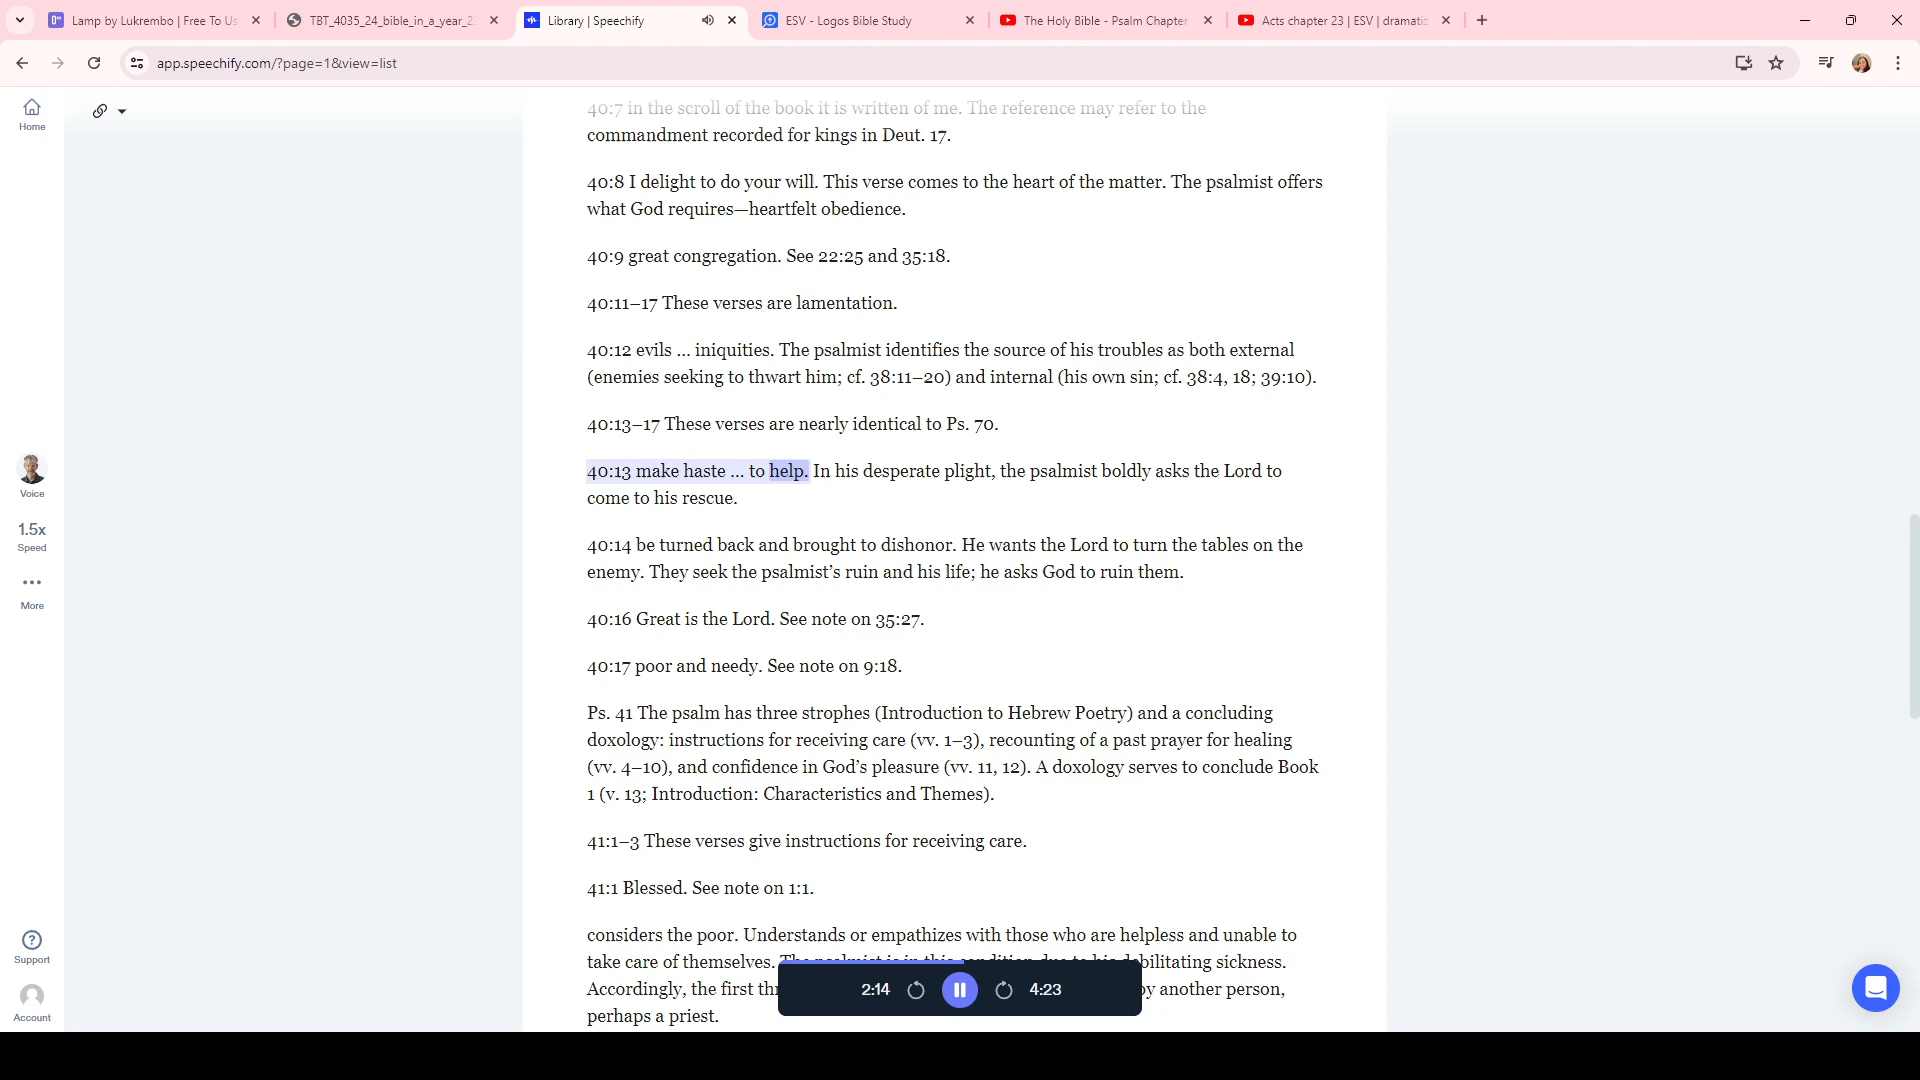 Lamp by Lukrembo | Free To Us
TBT_4035_24_bible_in_a_year_2
Library | Speechify
ESV - Logos Bible Study
The Holy Bible - Psalm Chapter
Acts chapter 23 | ESV | dramati
app.speechify.com/?page=1&view=list
Home
40:7 in the scroll of the book it is written of me. The reference may refer to the
commandment recorded for kings in Deut. 17.
40:8 I delight to do your will. This verse comes to the heart of the matter. The psalmist offers
what God requires—heartfelt obedience.
40:9 great congregation. See 22:25 and 35:18.
40:11–17 These verses are lamentation.
40:12 evils ... iniquities. The psalmist identifies the source of his troubles as both external
(enemies seeking to thwart him; cf. 38:11–20) and internal (his own sin; cf. 38:4, 18; 39:10).
40:13–17 These verses are nearly identical to Ps. 70.
40:13 make haste ... to help. In his desperate plight, the psalmist boldly asks the Lord to
come to his rescue.
Voice
1.5x
Speed
More
40:14 be turned back and brought to dishonor. He wants the Lord to turn the tables on the
enemy. They seek the psalmist’s ruin and his life; he asks God to ruin them.
40:16 Great is the Lord. See note on 35:27.
40:17 poor and needy. See note on 9:18.
Ps. 41 The psalm has three strophes (Introduction to Hebrew Poetry) and a concluding
doxology: instructions for receiving care (vv. 1–3), recounting of a past prayer for healing
(vv. 4–10), and confidence in God’s pleasure (vv. 11, 12). A doxology serves to conclude Book
1 (v. 13; Introduction: Characteristics and Themes).
41:1–3 These verses give instructions for receiving care.
41:1 Blessed. See note on 1:1.
considers the poor. Understands or empathizes with those who are helpless and unable to
take care of themselves. The psalmist is in this condition due to his debilitating sickness.
Accordingly, the first by another person,
perhaps a priest.
2:14
4:23
Support
Account